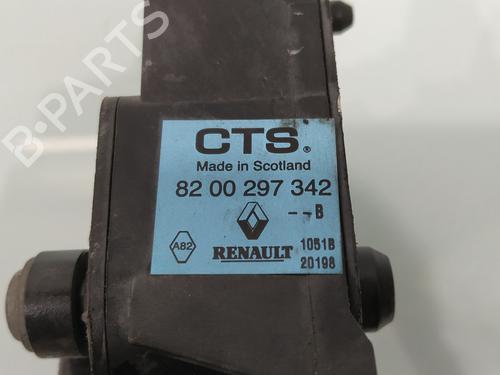 B-PARTS
CTS®
Made in Scotland
82 00 297 342
--B
A82
RENAULT
1051B
20198